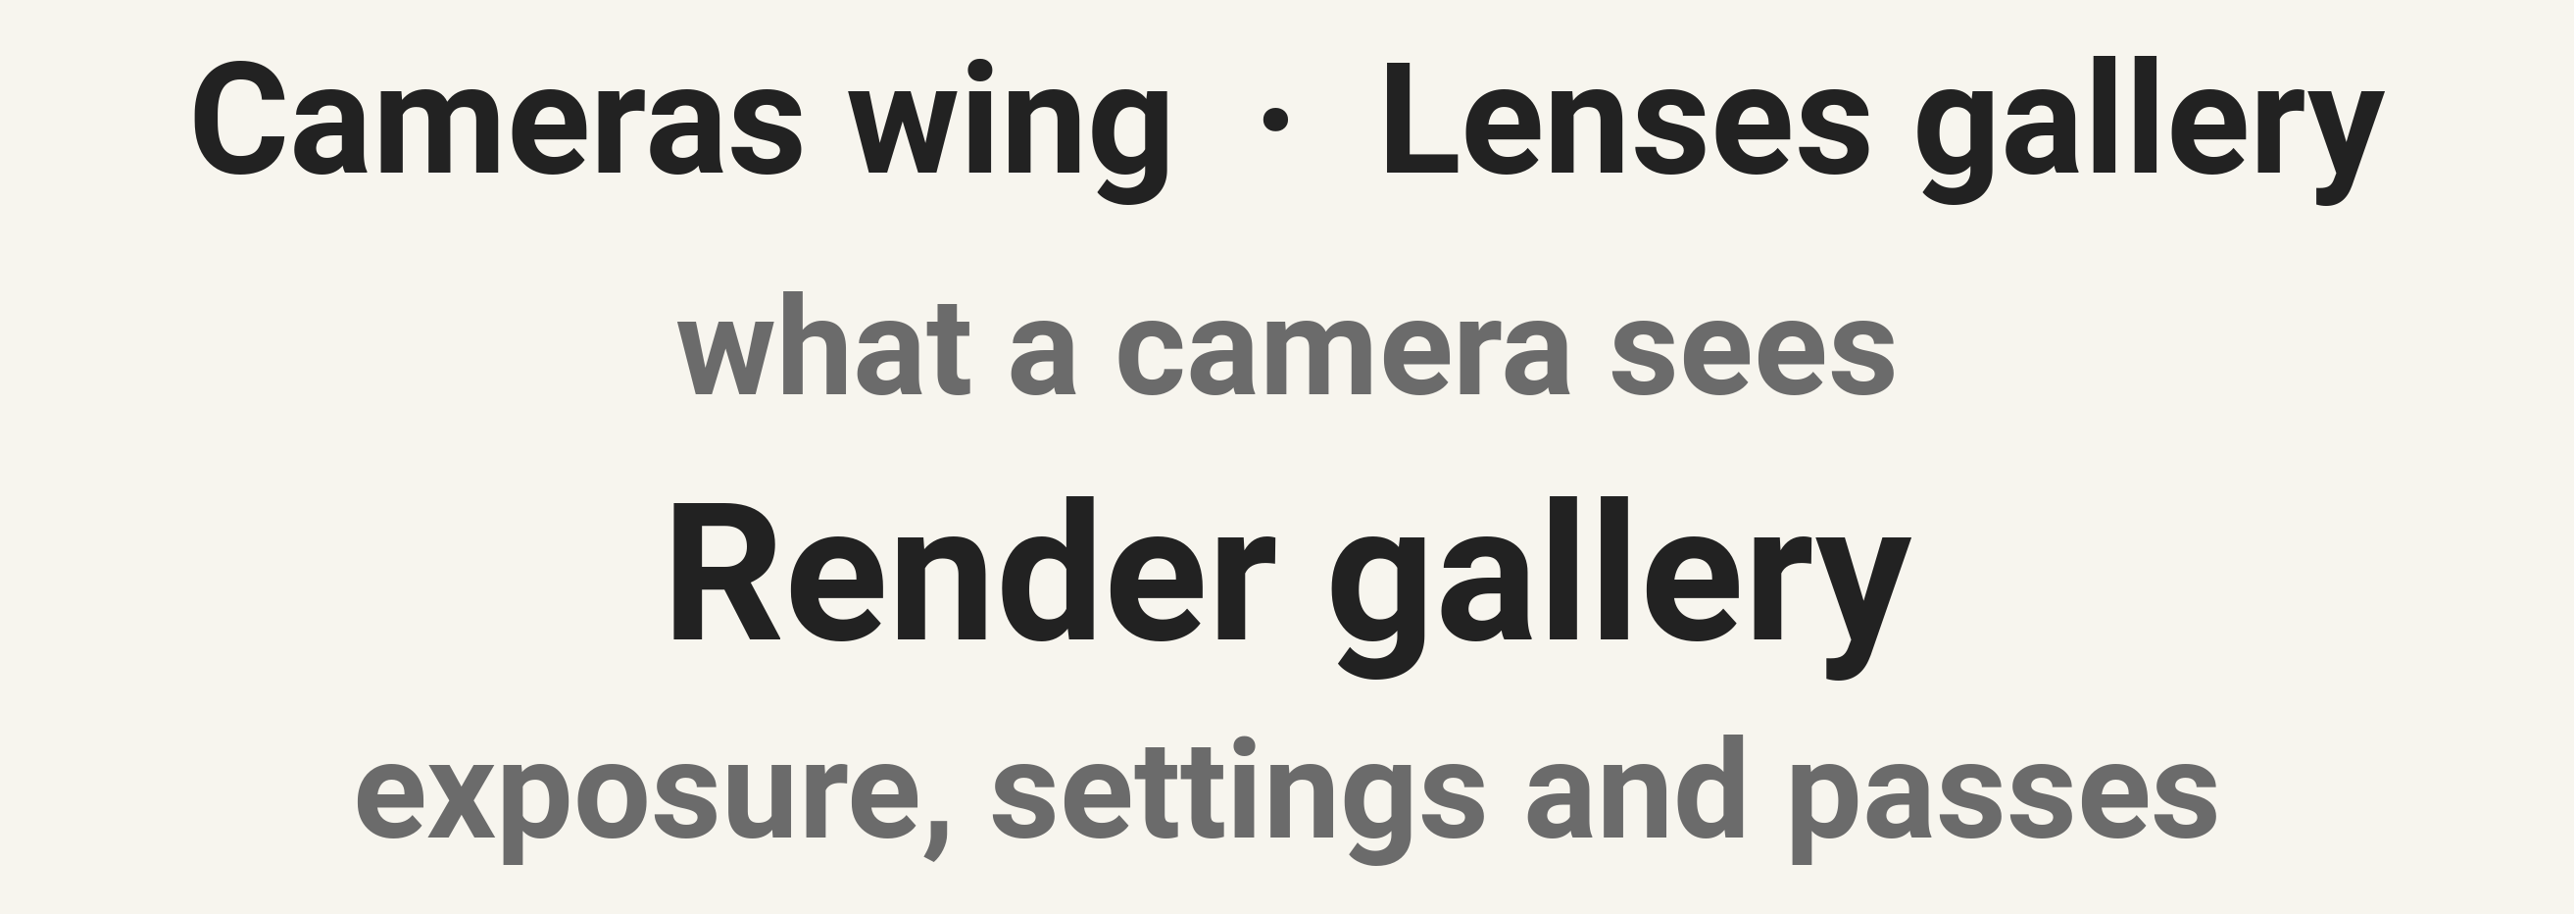 Cameras wing · Lenses gallery
what a camera sees
Render gallery
exposure, settings and passes